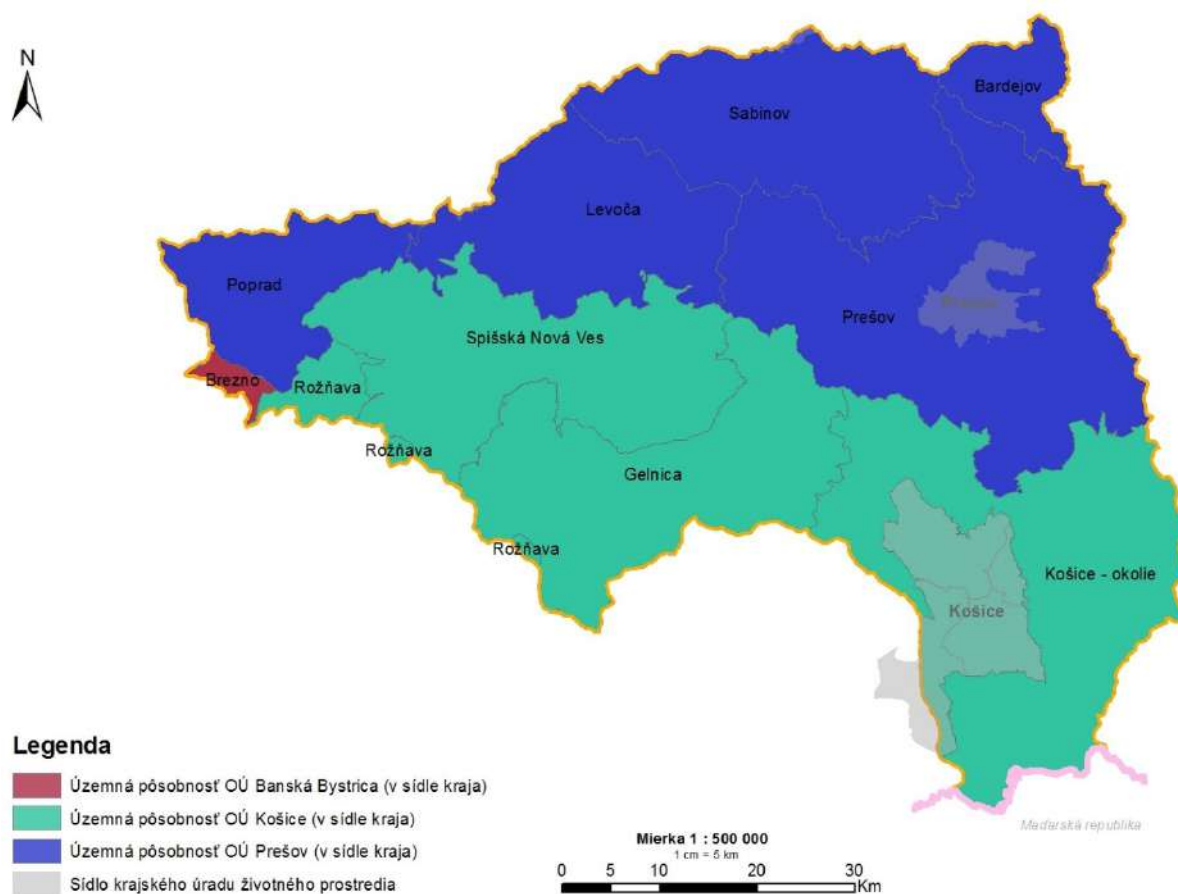 N
Bardejov
Sabinov
Levoča
Poprad
Prešov
Spišská Nová Ves
Brezno
Rožňava
Rožňava
Gelnica
Rožňava
Košice - okolie
Košice
Legenda
Územná pôsobnosť OÚ Banská Bystrica (v sídle kraja)
Územná pôsobnosť OÚ Košice (v sídle kraja)
Územná pôsobnosť OÚ Prešov (v sídle kraja)
Sídlo krajského úradu životného prostredia
Mierka 1 : 500 000
1 cm = 5 km
0 5 10 20 30
Km
Maďarská republika